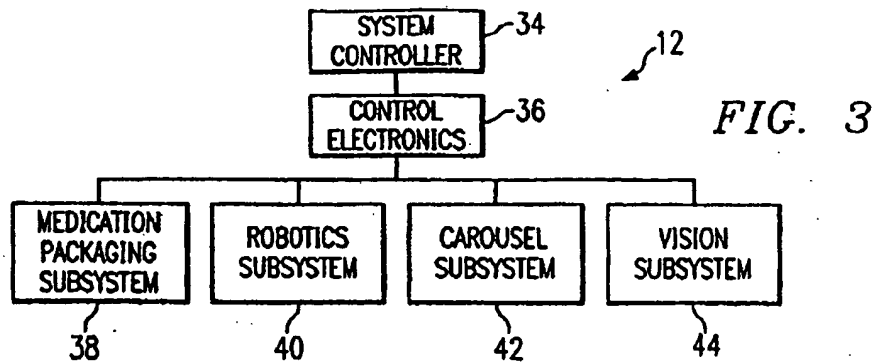 SYSTEM
CONTROLLER
34
12
CONTROL
ELECTRONICS
36
FIG. 3
MEDICATION
PACKAGING
SUBSYSTEM
ROBOTICS
SUBSYSTEM
CAROUSEL
SUBSYSTEM
VISION
SUBSYSTEM
38
40
42
44